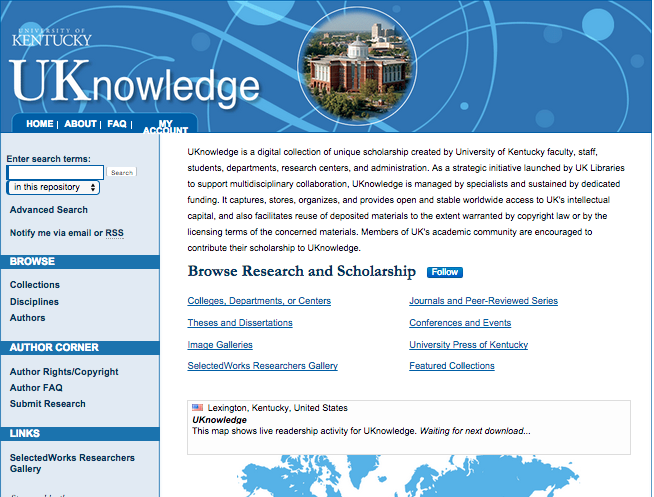 UNIVERSITY OF
KENTUCKY
UKnowledge
HOME | ABOUT | FAQ | MY ACCOUNT
Enter search terms:
Search
in this repository
Advanced Search
Notify me via email or RSS
BROWSE
Collections
Disciplines
Authors
AUTHOR CORNER
Author Rights/Copyright
Author FAQ
Submit Research
LINKS
SelectedWorks Researchers
Gallery
UKnowledge is a digital collection of unique scholarship created by University of Kentucky faculty, staff,
students, departments, research centers, and administration. As a strategic initiative launched by UK Libraries
to support multidisciplinary collaboration, UKnowledge is managed by specialists and sustained by dedicated
funding. It captures, stores, organizes, and provides open and stable worldwide access to UK's intellectual
capital, and also facilitates reuse of deposited materials to the extent warranted by copyright law or by the
licensing terms of the concerned materials. Members of UK's academic community are encouraged to
contribute their scholarship to UKnowledge.
Browse Research and Scholarship Follow
Colleges, Departments, or Centers
Journals and Peer-Reviewed Series
Theses and Dissertations
Conferences and Events
Image Galleries
University Press of Kentucky
SelectedWorks Researchers Gallery
Featured Collections
Lexington, Kentucky, United States
UKnowledge
This map shows live readership activity for UKnowledge. Waiting for next download...